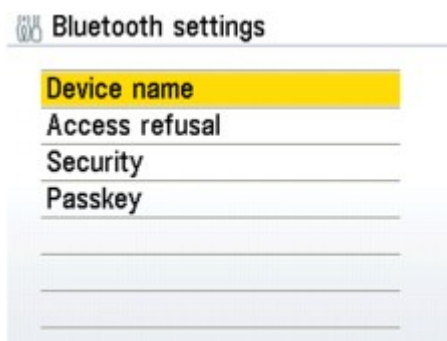 Bluetooth settings
Device name
Access refusal
Security
Passkey